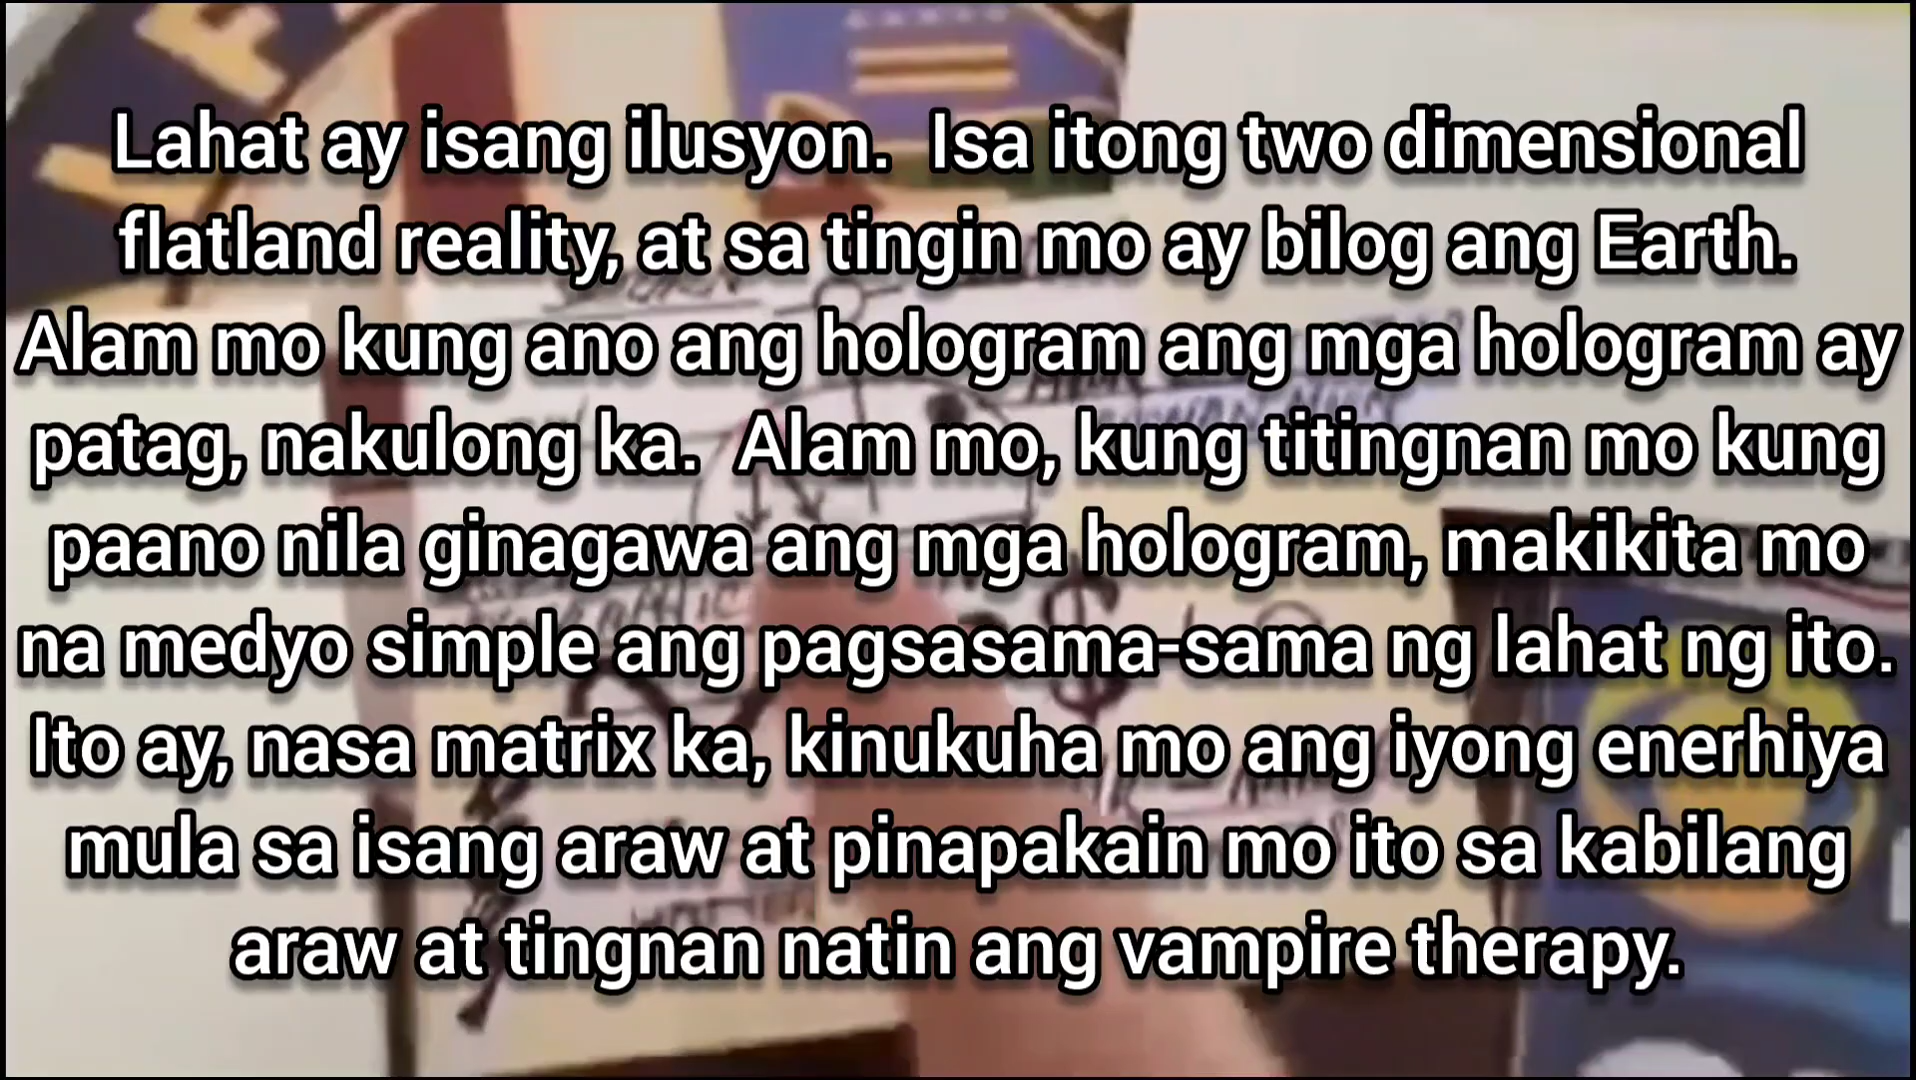 Lahat ay isang ilusyon.  Isa itong two dimensional
flatland reality, at sa tingin mo ay bilog ang Earth.
Alam mo kung ano ang hologram ang mga hologram ay
patag, nakulong ka.  Alam mo, kung titingnan mo kung
paano nila ginagawa ang mga hologram, makikita mo
na medyo simple ang pagsasama-sama ng lahat ng ito.
Ito ay, nasa matrix ka, kinukuha mo ang iyong enerhiya
mula sa isang araw at pinapakain mo ito sa kabilang
araw at tingnan natin ang vampire therapy.